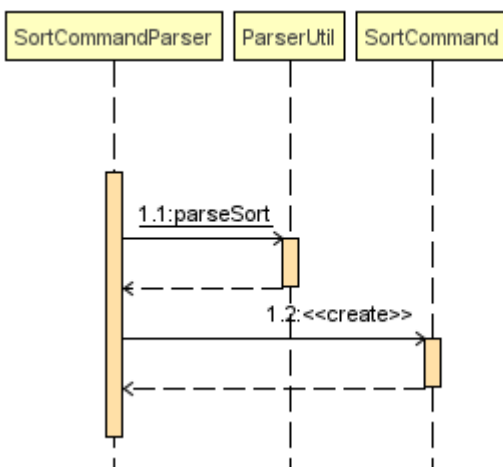 SortCommandParser
ParserUtil
SortCommand
1.1:parseSort
1.2:<<create>>